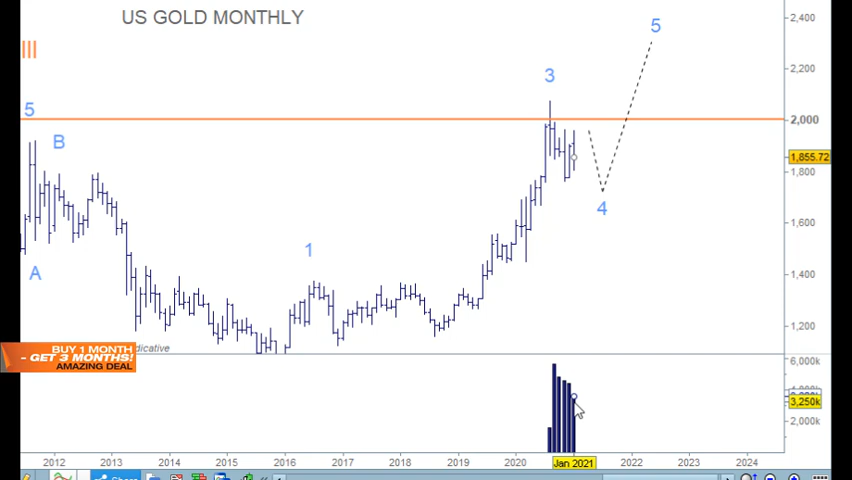 US GOLD MONTHLY
2,400
5
III
2,200
3
5
2,000
B
1,855.72
1,800
4
1,600
1
A
1,400
1,200
BUY 1 MONTH
- GET 3 MONTHS!
AMAZING DEAL
dicative
6,000k
3,250k
2,000k
2012
2013
2014
2015
2016
2017
2018
2019
2020
Jan 2021
2022
2023
2024
Share